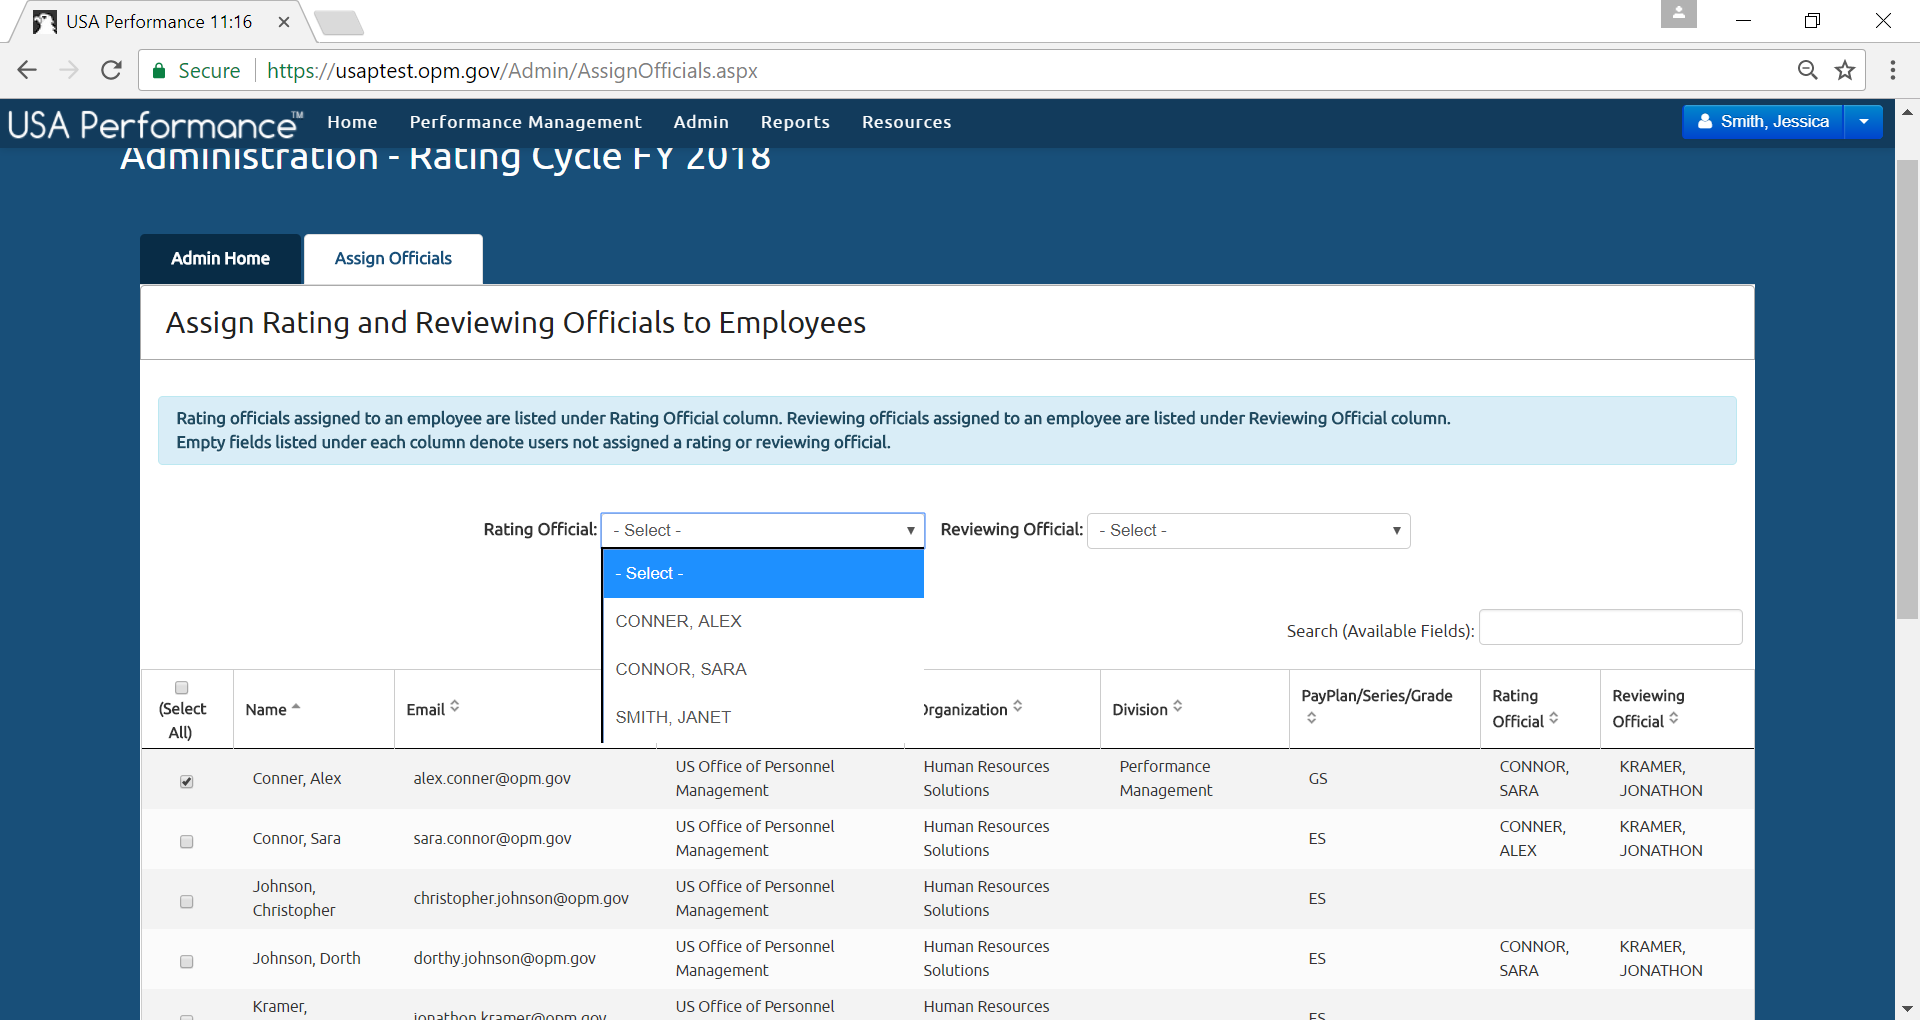 USA Performance 11:16
Secure https://usaptest.opm.gov/Admin/AssignOfficials.aspx
USA Performance™ Home Performance Management Admin Reports Resources Smith, Jessica
Administration - Rating Cycle FY 2018
Admin Home Assign Officials
Assign Rating and Reviewing Officials to Employees
Rating officials assigned to an employee are listed under Rating Official column. Reviewing officials assigned to an employee are listed under Reviewing Official column.
Empty fields listed under each column denote users not assigned a rating or reviewing official.
Rating Official: - Select - Reviewing Official: - Select -
- Select -
CONNER, ALEX
CONNOR, SARA
SMITH, JANET
Search (Available Fields):
(Select
All)
Name
Email
Organization
Division
PayPlan/Series/Grade
Rating
Official
Reviewing
Official
Conner, Alex
alex.conner@opm.gov
US Office of Personnel
Management
Human Resources
Solutions
Performance
Management
GS
CONNOR,
SARA
KRAMER,
JONATHON
Connor, Sara
sara.connor@opm.gov
US Office of Personnel
Management
Human Resources
Solutions
ES
CONNER,
ALEX
KRAMER,
JONATHON
Johnson,
Christopher
christopher.johnson@opm.gov
US Office of Personnel
Management
Human Resources
Solutions
ES
Johnson, Dorth
dorthy.johnson@opm.gov
US Office of Personnel
Management
Human Resources
Solutions
ES
CONNOR,
SARA
KRAMER,
JONATHON
Kramer,
jonathon.kramer@opm.gov
US Office of Personnel
Human Resources
ES